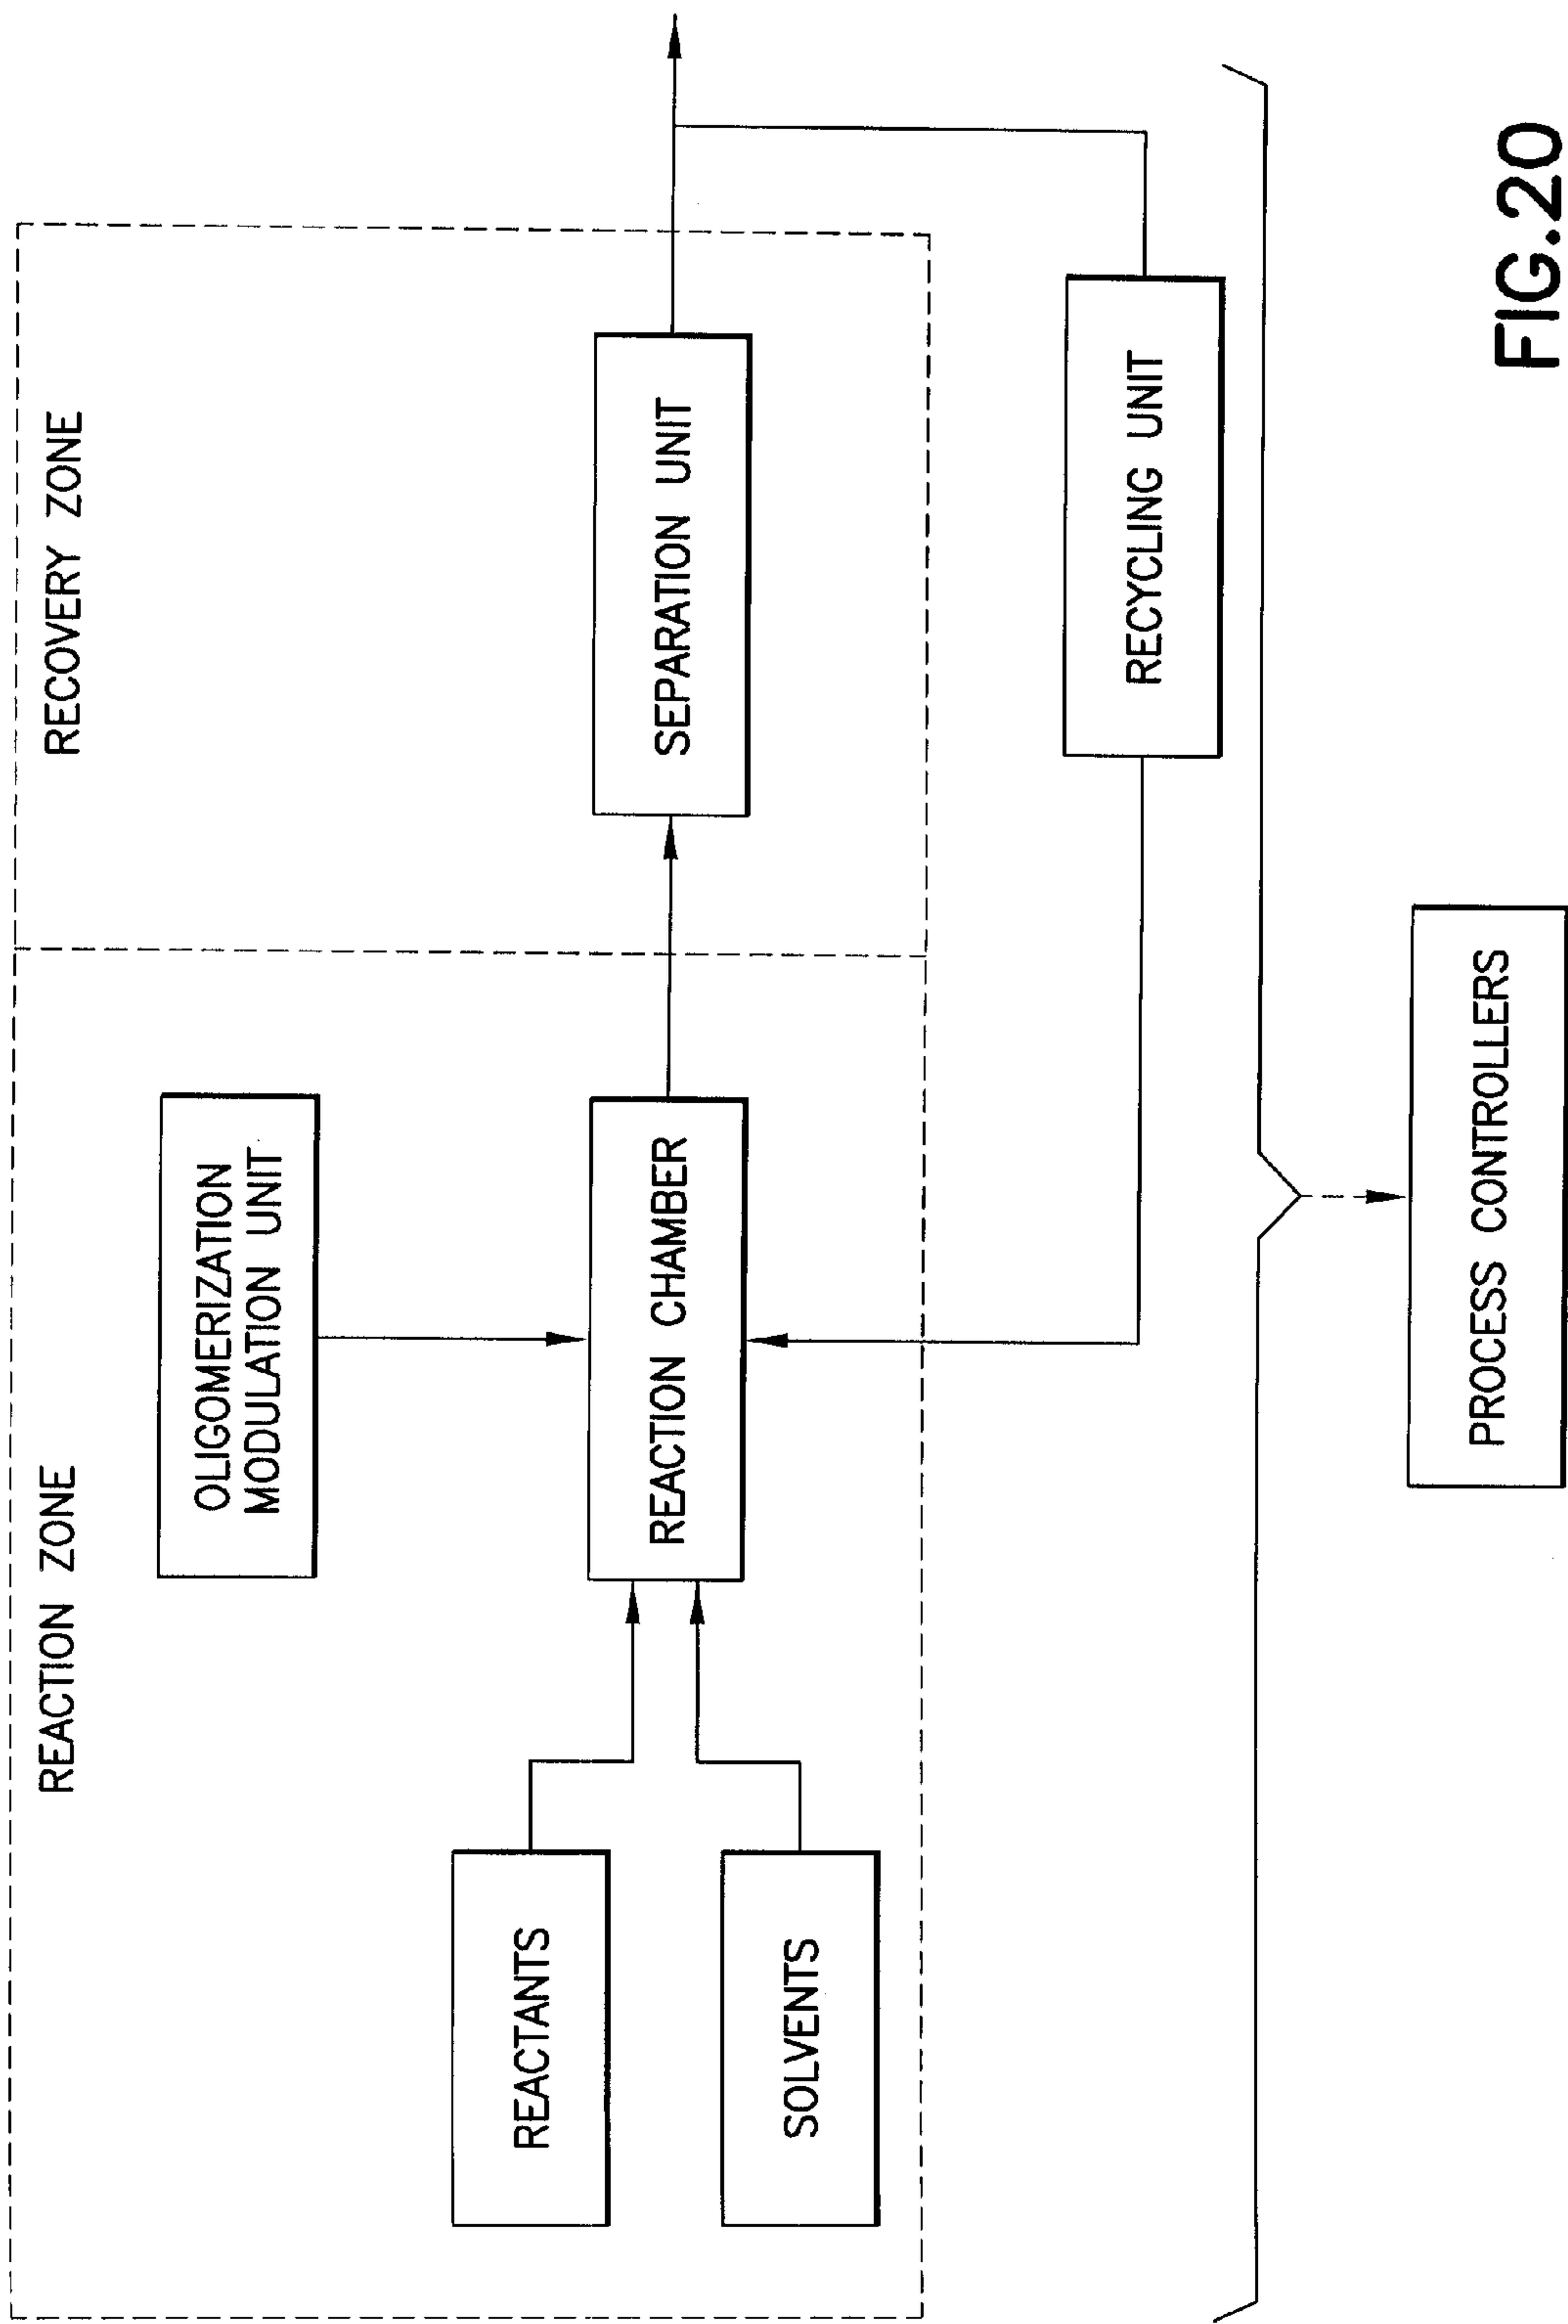 REACTION ZONE
RECOVERY ZONE
OLIGOMERIZATION
MODULATION UNIT
REACTANTS
SOLVENTS
REACTION CHAMBER
SEPARATION UNIT
RECYCLING UNIT
PROCESS CONTROLLERS
FIG.20